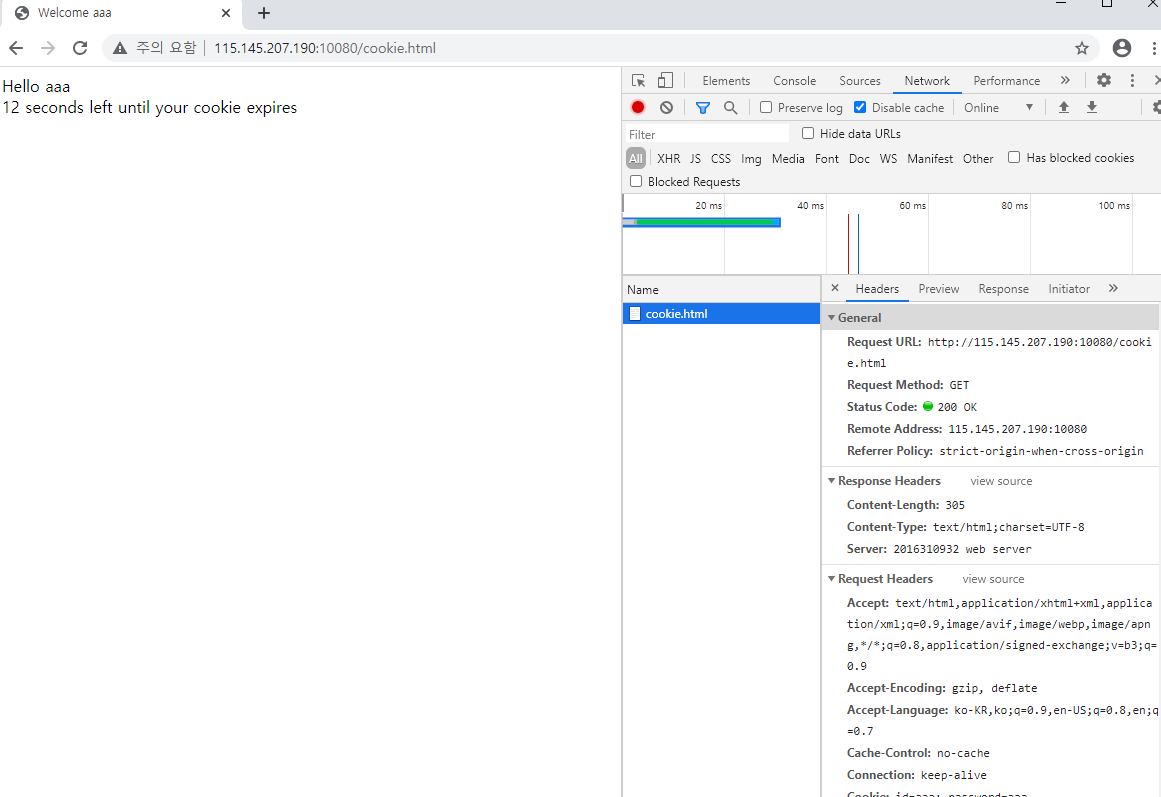 Welcome aaa
주의 요함 115.145.207.190:10080/cookie.html
Hello aaa
12 seconds left until your cookie expires
Elements Console Sources Network Performance
Preserve log Disable cache Online
Filter Hide data URLs
All XHR JS CSS Img Media Font Doc WS Manifest Other Has blocked cookies
Blocked Requests
20 ms 40 ms 60 ms 80 ms 100 ms
Name
cookie.html
Headers Preview Response Initiator
General
Request URL: http://115.145.207.190:10080/cooki
e.html
Request Method: GET
Status Code: 200 OK
Remote Address: 115.145.207.190:10080
Referrer Policy: strict-origin-when-cross-origin
Response Headers view source
Content-Length: 305
Content-Type: text/html;charset=UTF-8
Server: 2016310932 web server
Request Headers view source
Accept: text/html,application/xhtml+xml,applica
tion/xml;q=0.9,image/avif,image/webp,image/apn
g,*/*;q=0.8,application/signed-exchange;v=b3;q=
0.9
Accept-Encoding: gzip, deflate
Accept-Language: ko-KR,ko;q=0.9,en-US;q=0.8,en;q
=0.7
Cache-Control: no-cache
Connection: keep-alive
Cookie: id=aaa; password=aaa